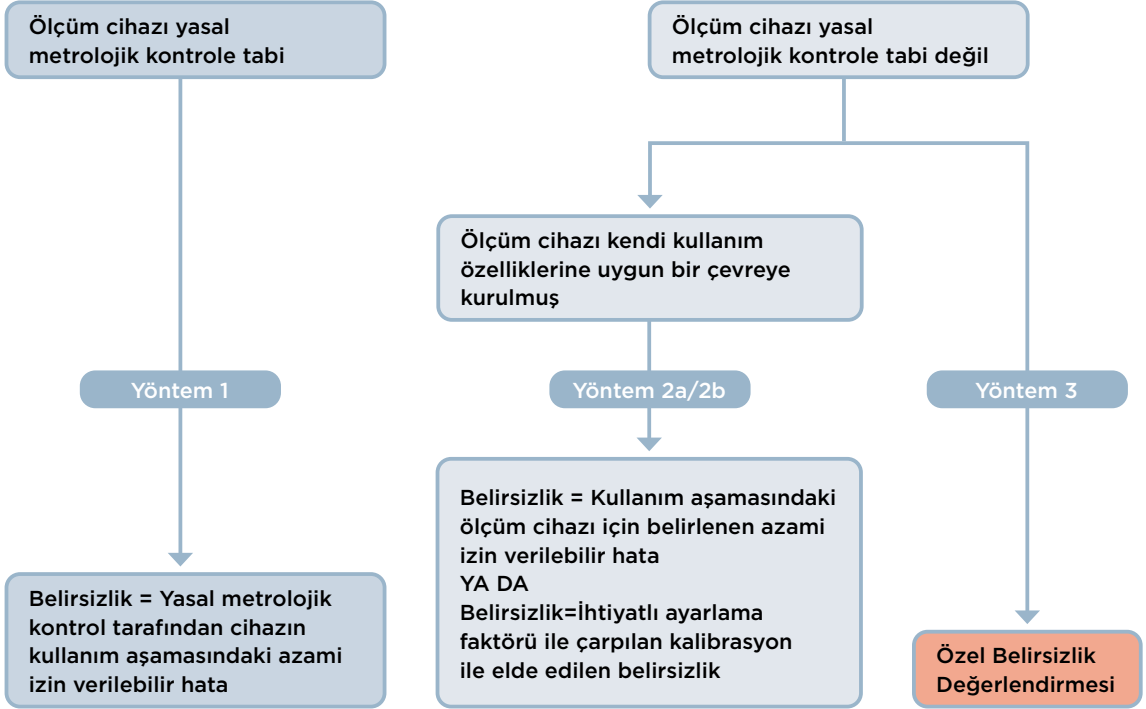 Ölçüm cihazı yasal
metrolojik kontrole tabi
Ölçüm cihazı yasal
metrolojik kontrole tabi değil
Ölçüm cihazı kendi kullanım
özelliklerine uygun bir çevreye
kurulmuş
Yöntem 1
Yöntem 2a/2b
Yöntem 3
Belirsizlik = Yasal metrolojik
kontrol tarafından cihazın
kullanım aşamasındaki azami
izin verilebilir hata
Belirsizlik = Kullanım aşamasındaki
ölçüm cihazı için belirlenen azami
izin verilebilir hata
YA DA
Belirsizlik=İhtiyatlı ayarlama
faktörü ile çarpılan kalibrasyon
ile elde edilen belirsizlik
Özel Belirsizlik
Değerlendirmesi